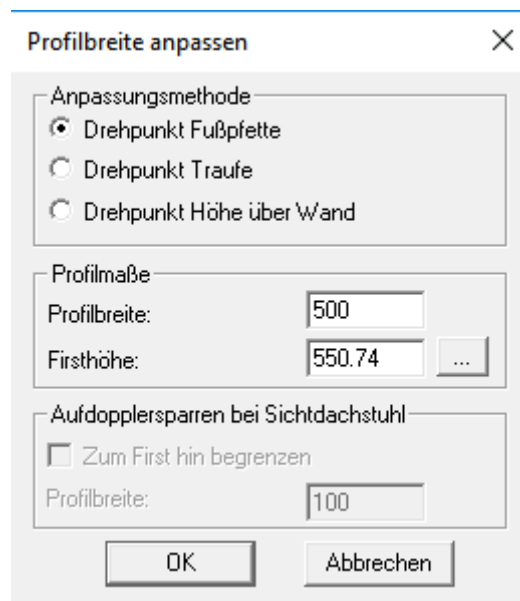 Profilbreite anpassen
Anpassungsmethode
Drehpunkt Fußpfette
Drehpunkt Traufe
Drehpunkt Höhe über Wand
Profilmaße
Profilbreite: 500
Firsthöhe: 550.74 ...
Aufdopplersparren bei Sichtdachstuhl
Zum First hin begrenzen
Profilbreite: 100
OK Abbrechen